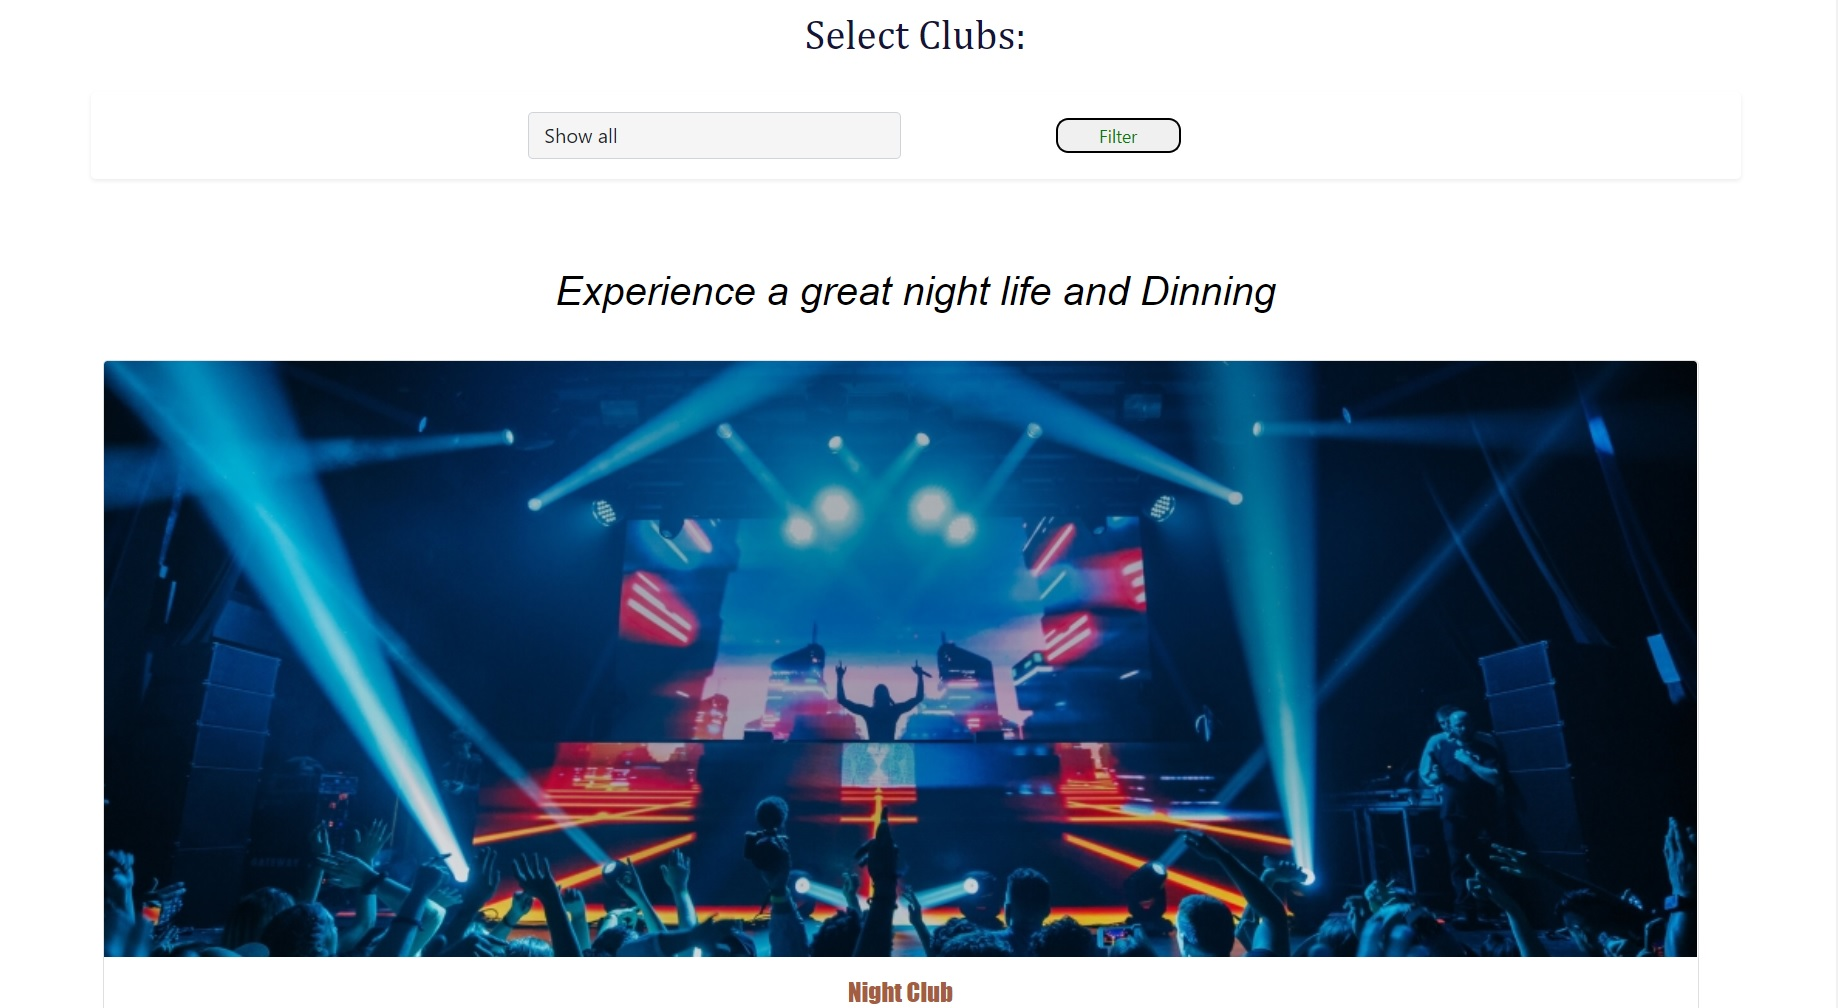 Select Clubs:
Show all
Filter
Experience a great night life and Dinning
Night Club